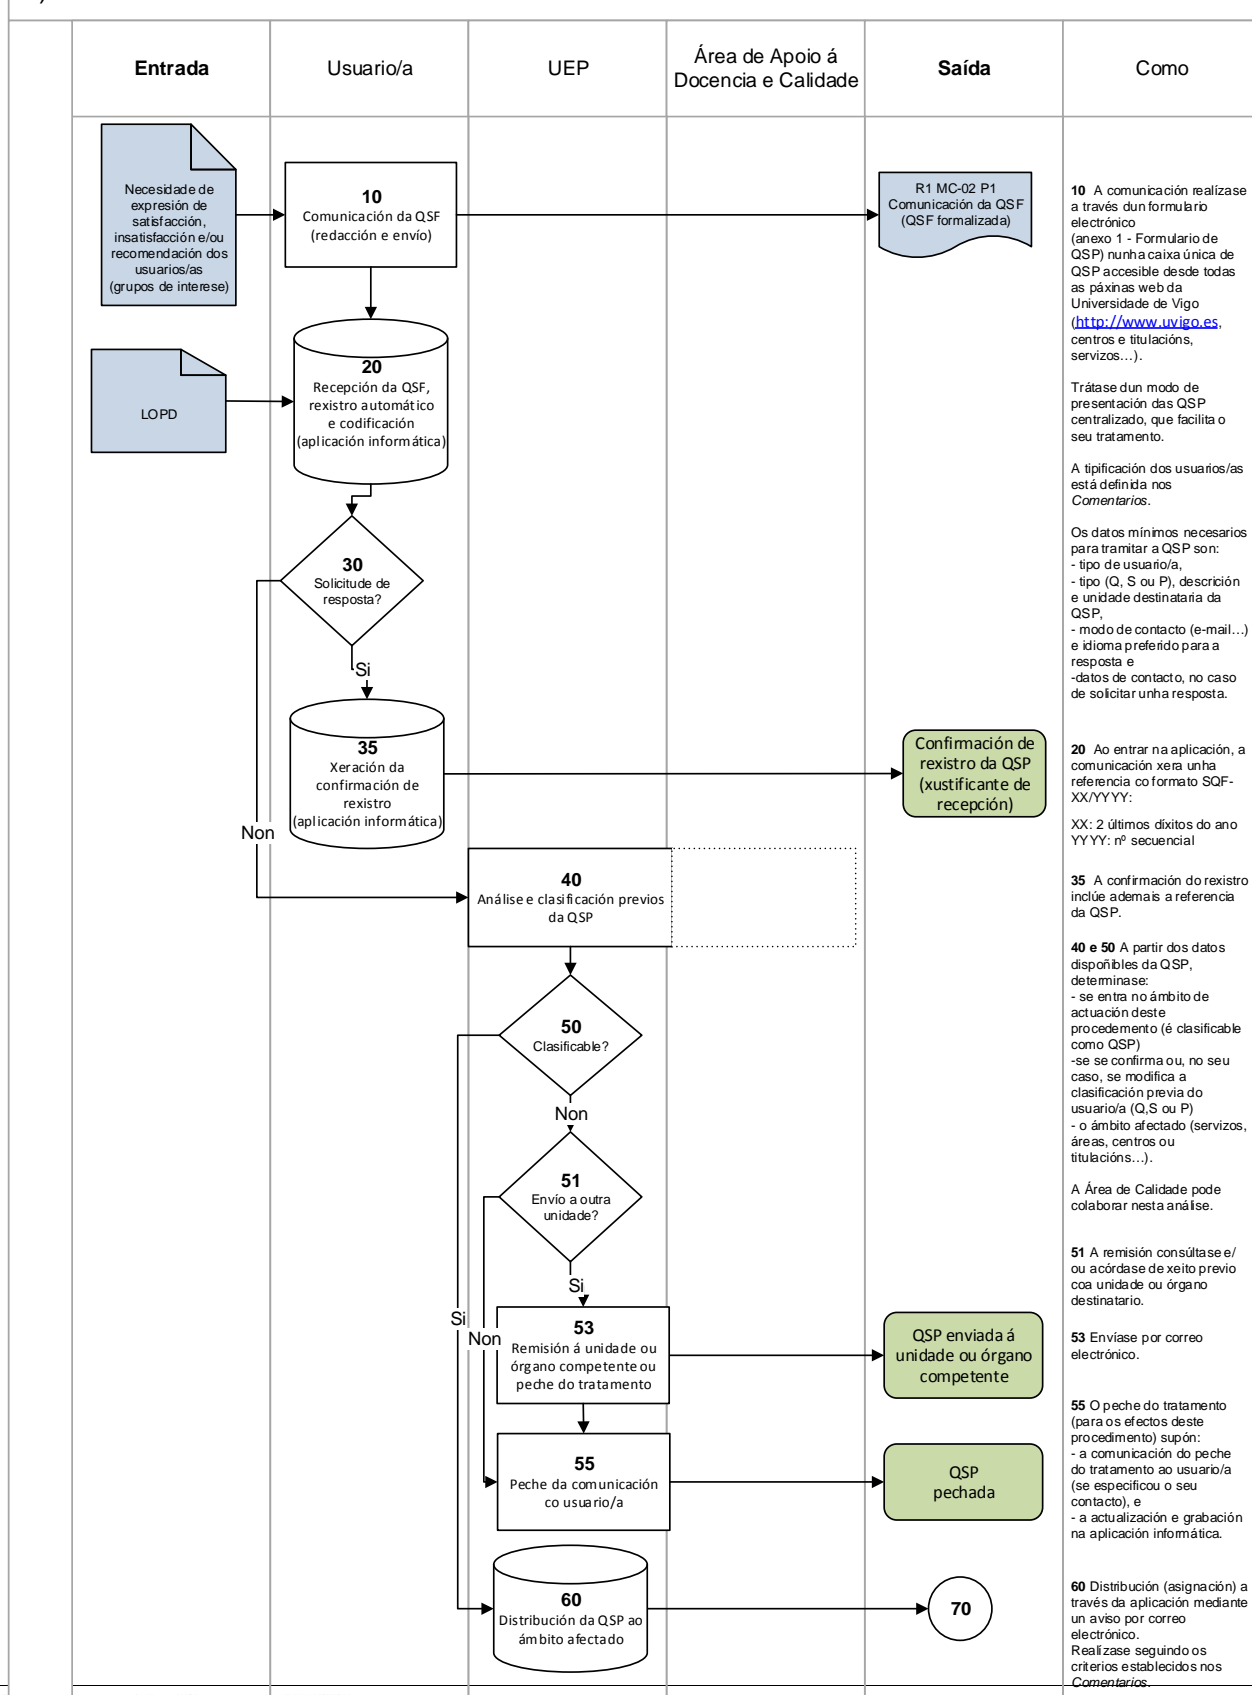 Entrada
Usuario/a
UEP
Área de Apoio á
Docencia e Calidade
Saída
Como
Necesidade de
expresión de
satisfacción,
insatisfacción e/ou
recomendación dos
usuarios/as
(grupos de interese)
10
Comunicación da QSF
(redacción e envío)
R1 MC-02 P1
Comunicación da QSF
(QSF formalizada)
LOPD
20
Recepción da QSF,
rexistro automático
e codificación
(aplicación informática)
30
Solicitude de
resposta?
Si
Non
35
Xeración da
confirmación de
rexistro
(aplicación informática)
Confirmación de
rexistro da QSP
(xustificante de
recepción)
40
Análise e clasificación previos
da QSP
50
Clasificable?
Non
Si
51
Envío a outra
unidade?
Si
Non
53
Remisión á unidade ou
órgano competente ou
peche do tratamento
QSP enviada á
unidade ou órgano
competente
55
Peche da comunicación
co usuario/a
QSP
pechada
60
Distribución da QSP ao
ámbito afectado
70
10 A comunicación realízase
a través dun formulario
electrónico
(anexo 1 - Formulario de
QSP) nunha caixa única de
QSP accesible desde todas
as páxinas web da
Universidade de Vigo
(http://www.uvigo.es,
centros e titulacións,
servizos...).
Trátase dun modo de
presentación das QSP
centralizado, que facilita o
seu tratamento.
A tipificación dos usuarios/as
está definida nos
Comentarios.
Os datos mínimos necesarios
para tramitar a QSP son:
- tipo de usuario/a,
- tipo (Q, S ou P), descrición
e unidade destinataria da
QSP,
- modo de contacto (e-mail...)
e idioma preferido para a
resposta e
-datos de contacto, no caso
de solicitar unha resposta.
20 Ao entrar na aplicación, a
comunicación xera unha
referencia co formato SQF-
XX/YYYY:
XX: 2 últimos díxitos do ano
YYYY: nº secuencial
35 A confirmación do rexistro
inclúe ademais a referencia
da QSP.
40 e 50 A partir dos datos
dispoñibles da QSP,
determinase:
- se entra no ámbito de
actuación deste
procedemento (é clasificable
como QSP)
-se se confirma ou, no seu
caso, se modifica a
clasificación previa do
usuario/a (Q,S ou P)
- o ámbito afectado (servizos,
áreas, centros ou
titulacións...).
A Área de Calidade pode
colaborar nesta análise.
51 A remisión consúltase e/
ou acórdase de xeito previo
coa unidade ou órgano
destinatario.
53 Envíase por correo
electrónico.
55 O peche do tratamento
(para os efectos deste
procedimento) supón:
- a comunicación do peche
do tratamento ao usuario/a
(se especificou o seu
contacto), e
- a actualización e grabación
na aplicación informática.
60 Distribución (asignación) a
través da aplicación mediante
un aviso por correo
electrónico.
Realízase seguindo os
criterios establecidos nos
Comentarios.